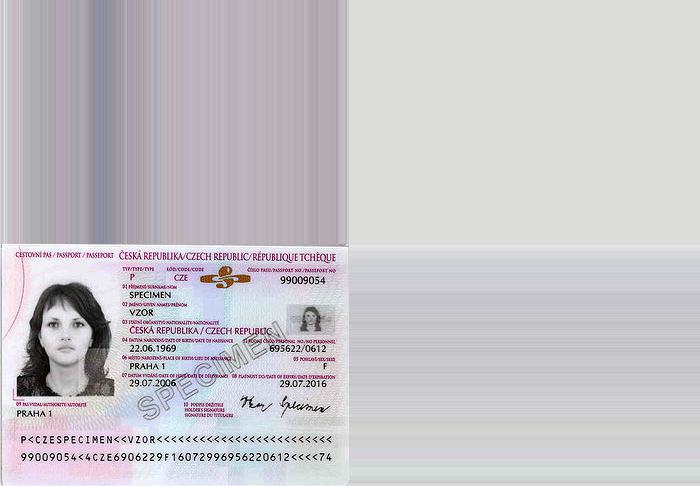 CESTOVNÍ PAS / PASSPORT / PASSEPORT ČESKÁ REPUBLIKA/CZECH REPUBLIC/RÉPUBLIQUE TCHÈQUE
TYP/TYPE/TYPE KÓD/CODE/CODE ČÍSLO PASU/PASSPORT NO./PASSEPORT NO
P CZE 99009054
01 PŘÍJMENÍ/SURNAME/NOM
SPECIMEN
02 JMÉNO/GIVEN NAMES/PRÉNOM
VZOR
03 STÁTNÍ OBČANSTVÍ/NATIONALITY/NATIONALITÉ
ČESKÁ REPUBLIKA / CZECH REPUBLIC
04 DATUM NAROZENÍ/DATE OF BIRTH/DATE DE NAISSANCE RODNÉ ČÍSLO/PERSONAL NO./NO PERSONNEL
22.06.1969 695622/0612
06 MÍSTO NAROZENÍ/PLACE OF BIRTH/LIEU DE NAISSANCE 05 POHLAVÍ/SEX/SEXE
PRAHA 1 F
07 DATUM VYDÁNÍ/DATE OF ISSUE/DATE DE DÉLIVRANCE 08 PLATNOST DO/DATE OF EXPIRY/DATE D'EXPIRATION
29.07.2006 29.07.2016
SPECIMEN
09 PAS VYDAL/AUTHORITY/AUTORITÉ
PRAHA 1
10 PODPIS DRŽITELE
HOLDER'S SIGNATURE
SIGNATURE DU TITULAIRE
Vzor Specimen
P<CZESPECIMEN<<VZOR<<<<<<<<<<<<<<<<<<<<<<<<<
99009054<4CZE6906229F16072996956220612<<<<74